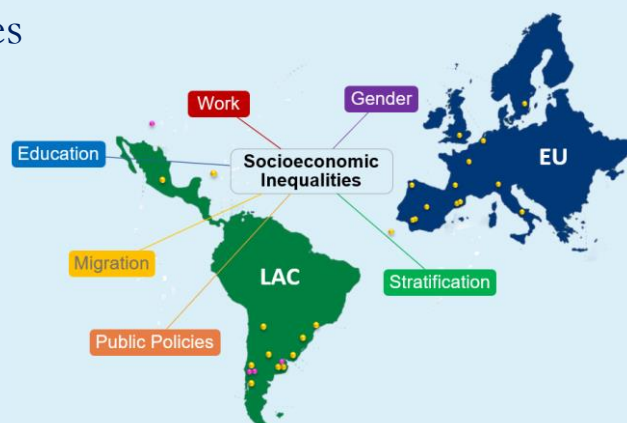 es
Work
Gender
Education
Socioeconomic
Inequalities
EU
Migration
LAC
Stratification
Public Policies